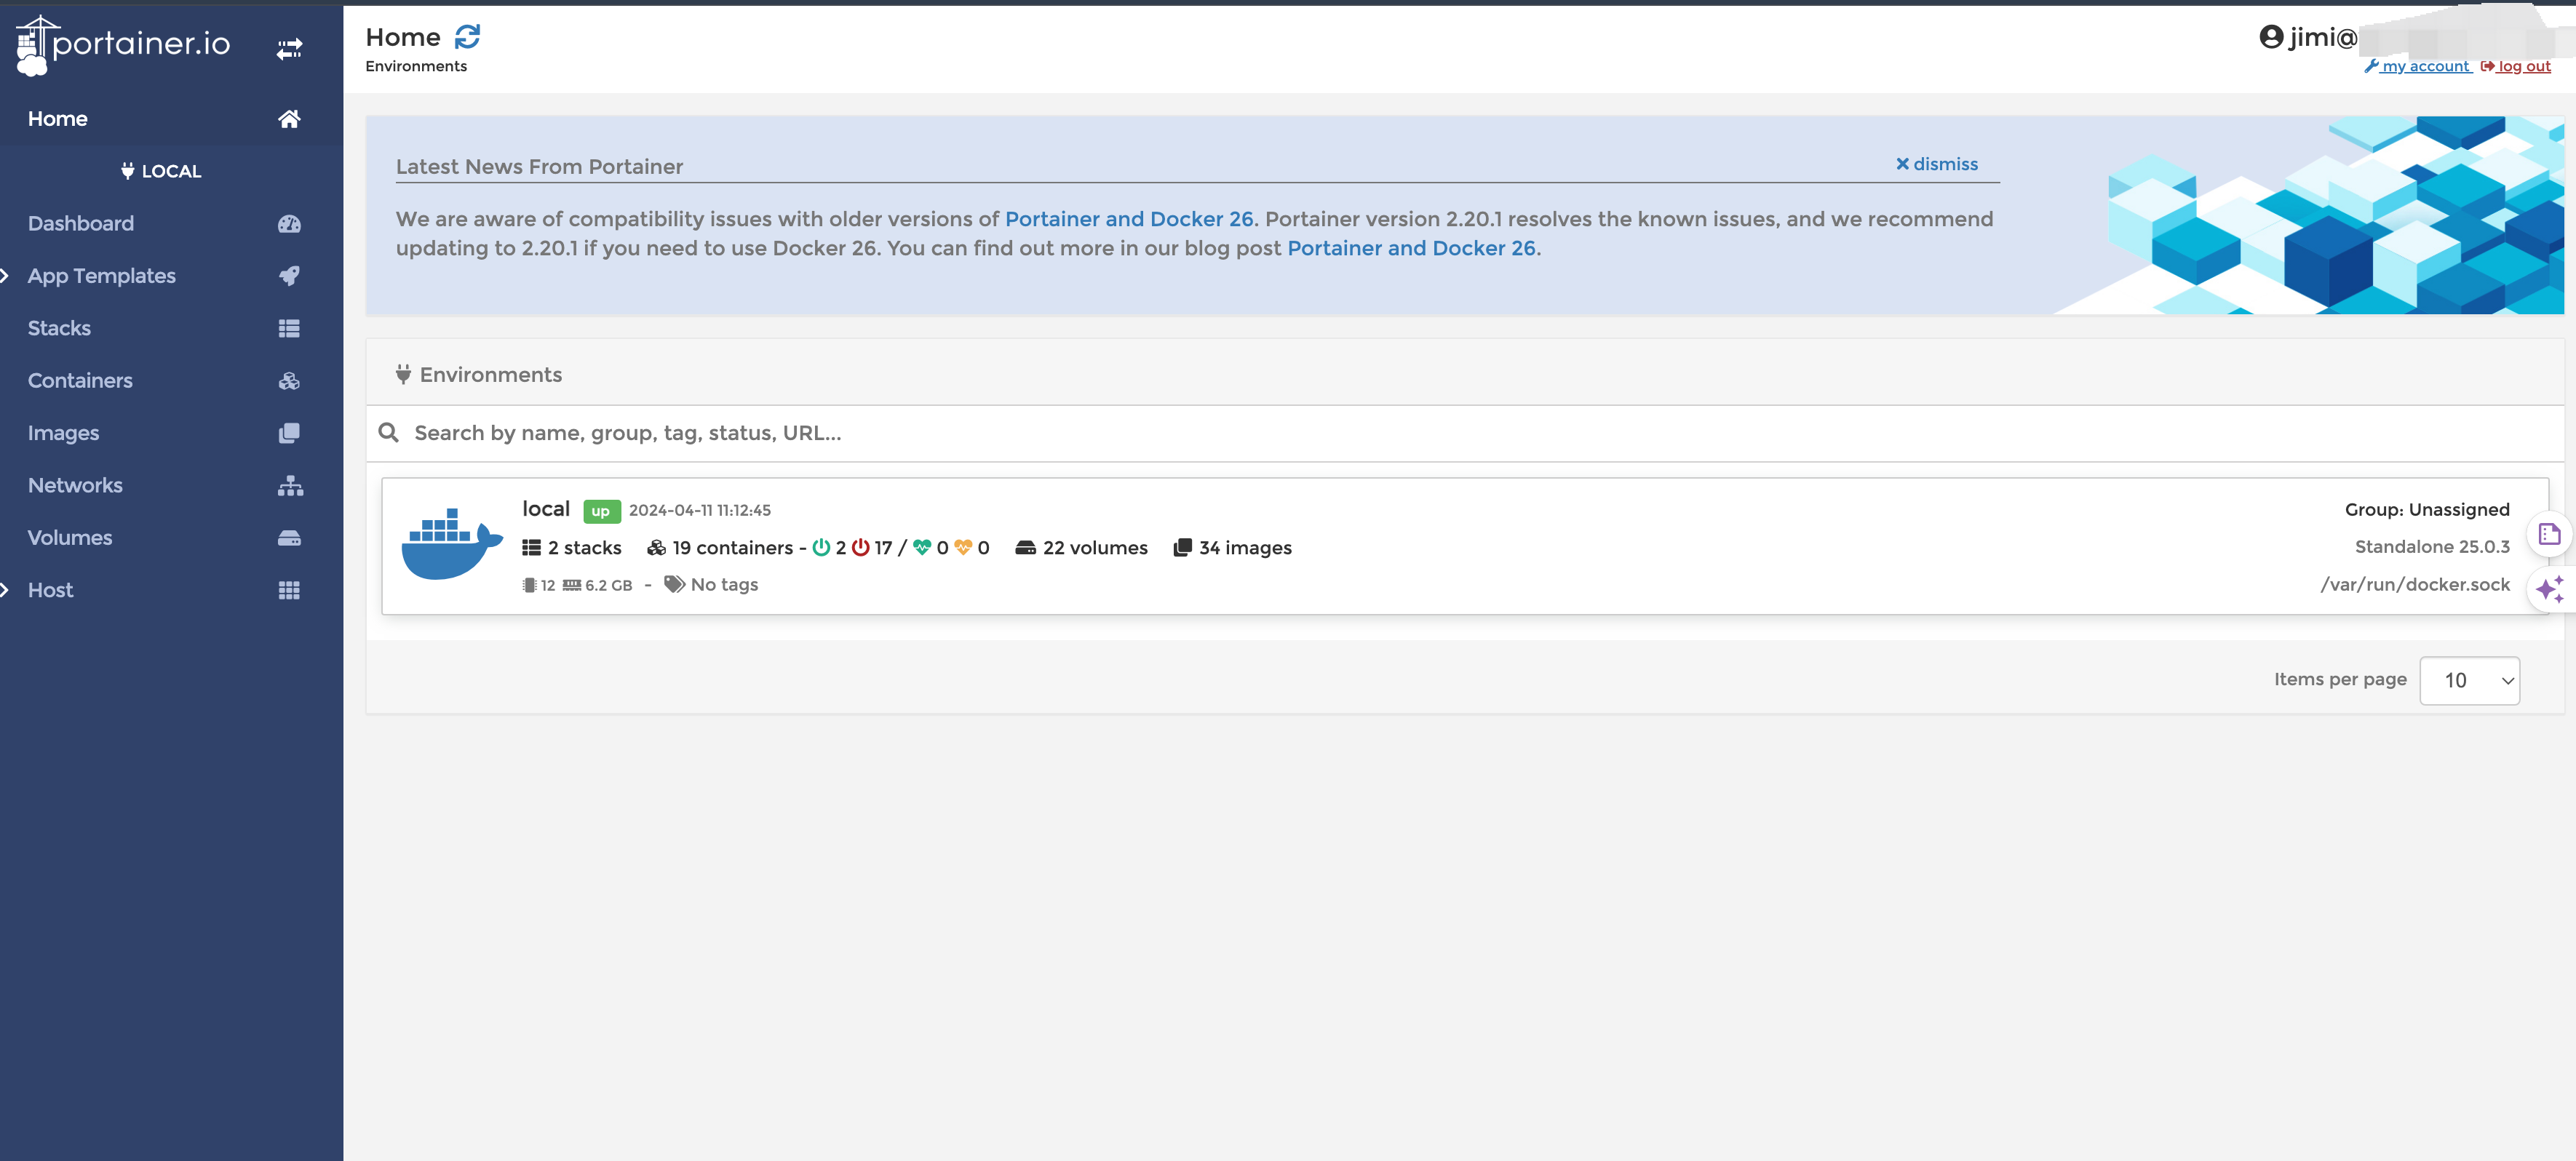 portainer.io
Home
LOCAL
Dashboard
App Templates
Stacks
Containers
Images
Networks
Volumes
Host
Home
Environments
jimi@
my account log out
Latest News From Portainer
dismiss
We are aware of compatibility issues with older versions of Portainer and Docker 26. Portainer version 2.20.1 resolves the known issues, and we recommend
updating to 2.20.1 if you need to use Docker 26. You can find out more in our blog post Portainer and Docker 26.
Environments
Search by name, group, tag, status, URL...
local up 2024-04-11 11:12:45
2 stacks 19 containers - 2 17 / 0 0 22 volumes 34 images
12 6.2 GB - No tags
Group: Unassigned
Standalone 25.0.3
/var/run/docker.sock
Items per page 10